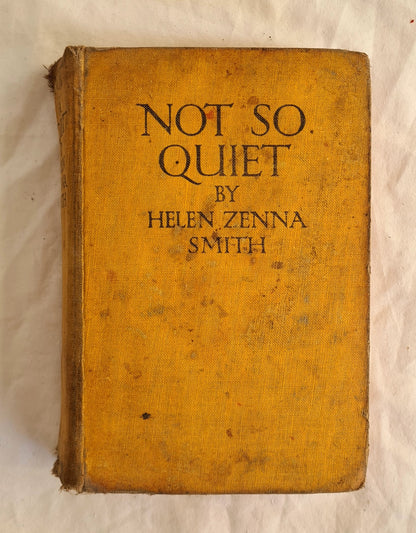 NOT SO
QUIET
BY
HELEN ZENNA
SMITH